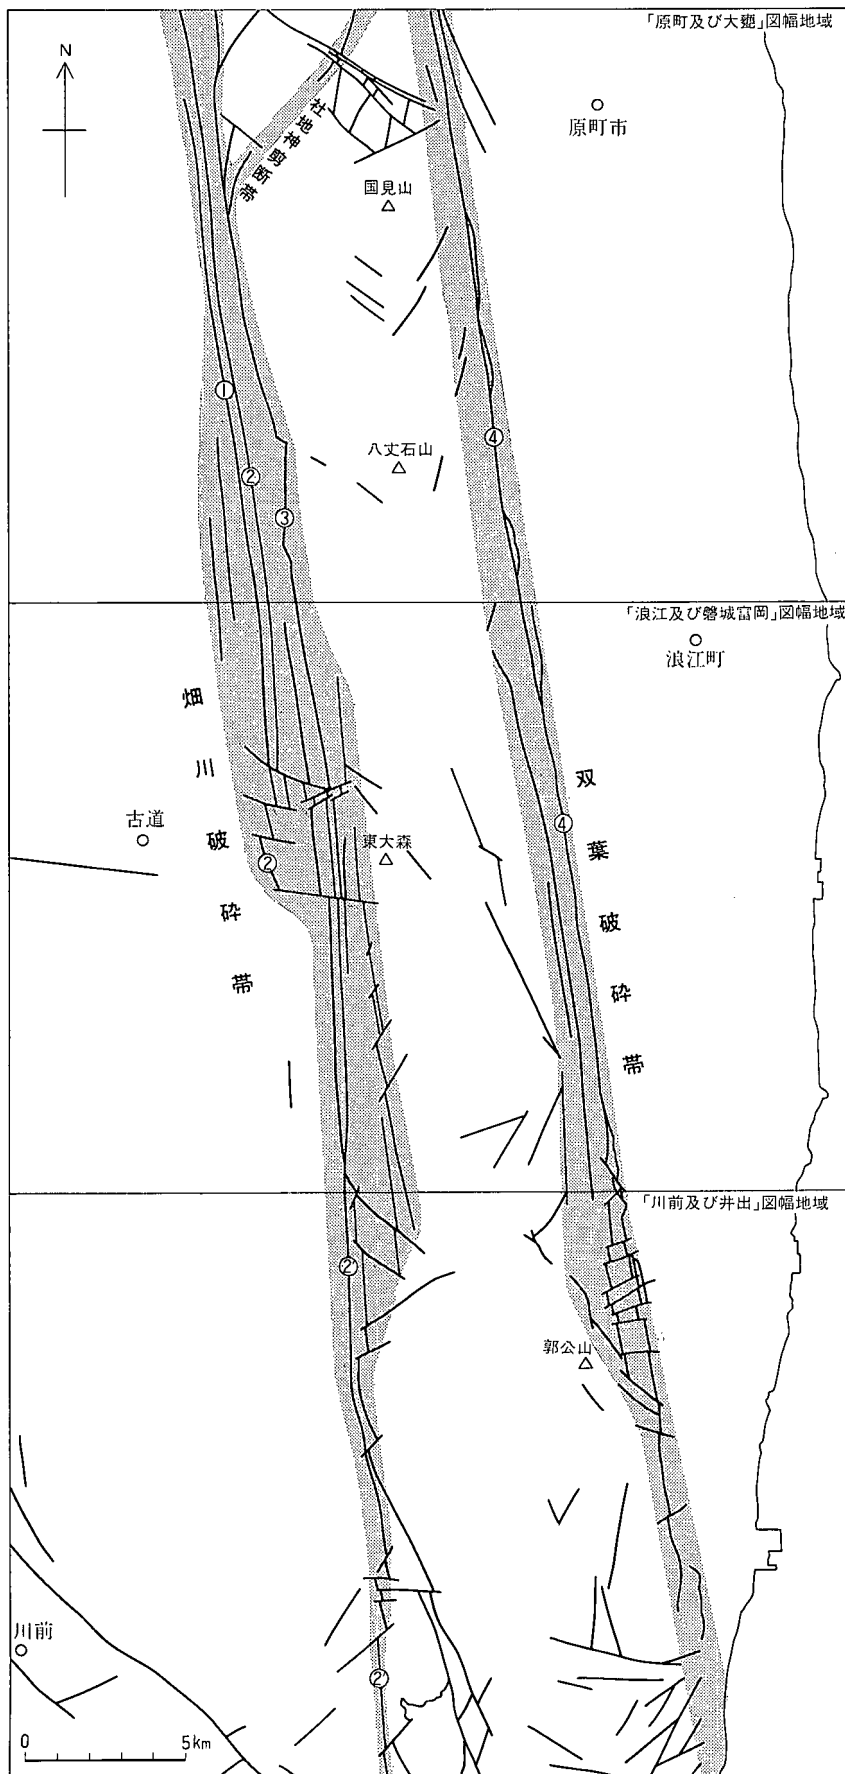 「原町及び大甕」図幅地域
N
原町市
社地神剪断帯
国見山
①
④
八丈石山
②
③
「浪江及び磐城富岡」図幅地域
浪江町
畑川破砕帯
双葉破砕帯
古道
④
東大森
②
「川前及び井出」図幅地域
②
郭公山
川前
②
0 5km